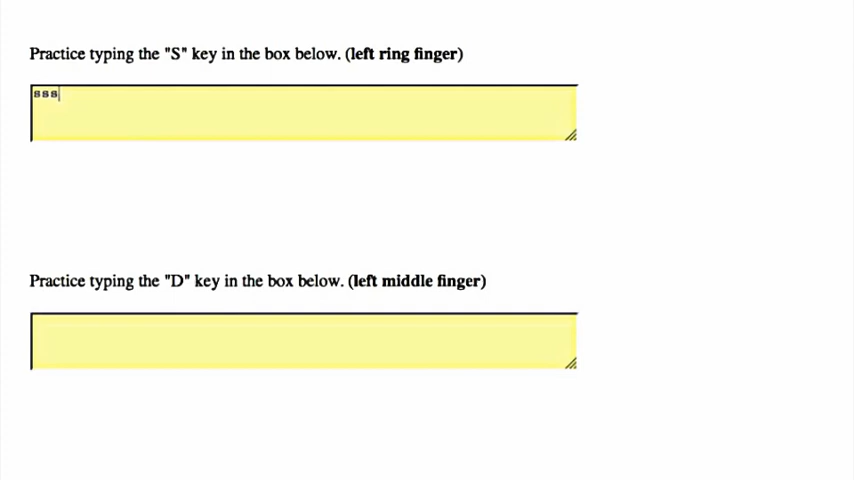 Practice typing the "S" key in the box below. (left ring finger)
sss
Practice typing the "D" key in the box below. (left middle finger)